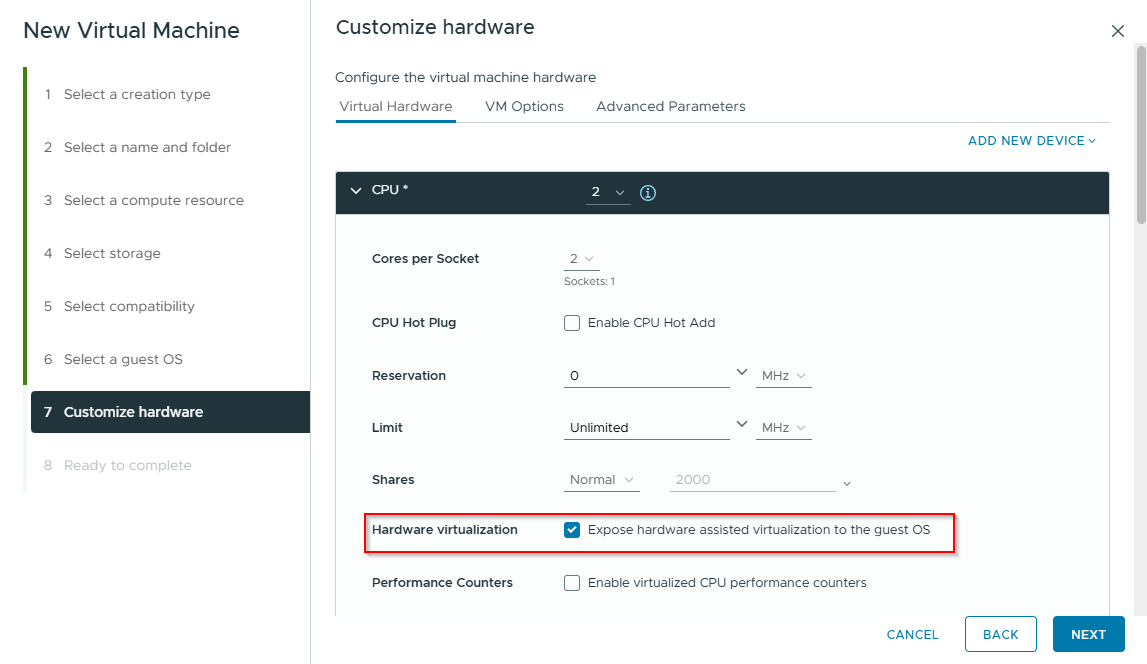 New Virtual Machine
1 Select a creation type
2 Select a name and folder
3 Select a compute resource
4 Select storage
5 Select compatibility
6 Select a guest OS
7 Customize hardware
8 Ready to complete
Customize hardware
Configure the virtual machine hardware
Virtual Hardware VM Options Advanced Parameters
ADD NEW DEVICE
CPU * 2
Cores per Socket 2
Sockets: 1
CPU Hot Plug Enable CPU Hot Add
Reservation 0 MHz
Limit Unlimited MHz
Shares Normal 2000
Hardware virtualization Expose hardware assisted virtualization to the guest OS
Performance Counters Enable virtualized CPU performance counters
CANCEL BACK NEXT